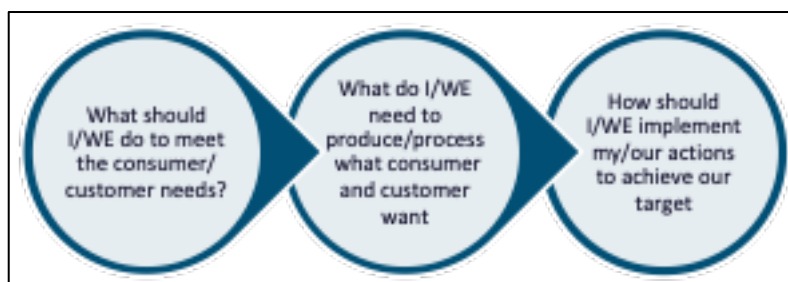 What should
I/WE do to meet
the consumer/
customer needs?
What do I/WE
need to
produce/process
what consumer
and customer
want
How should
I/WE implement
my/our actions
to achieve our
target